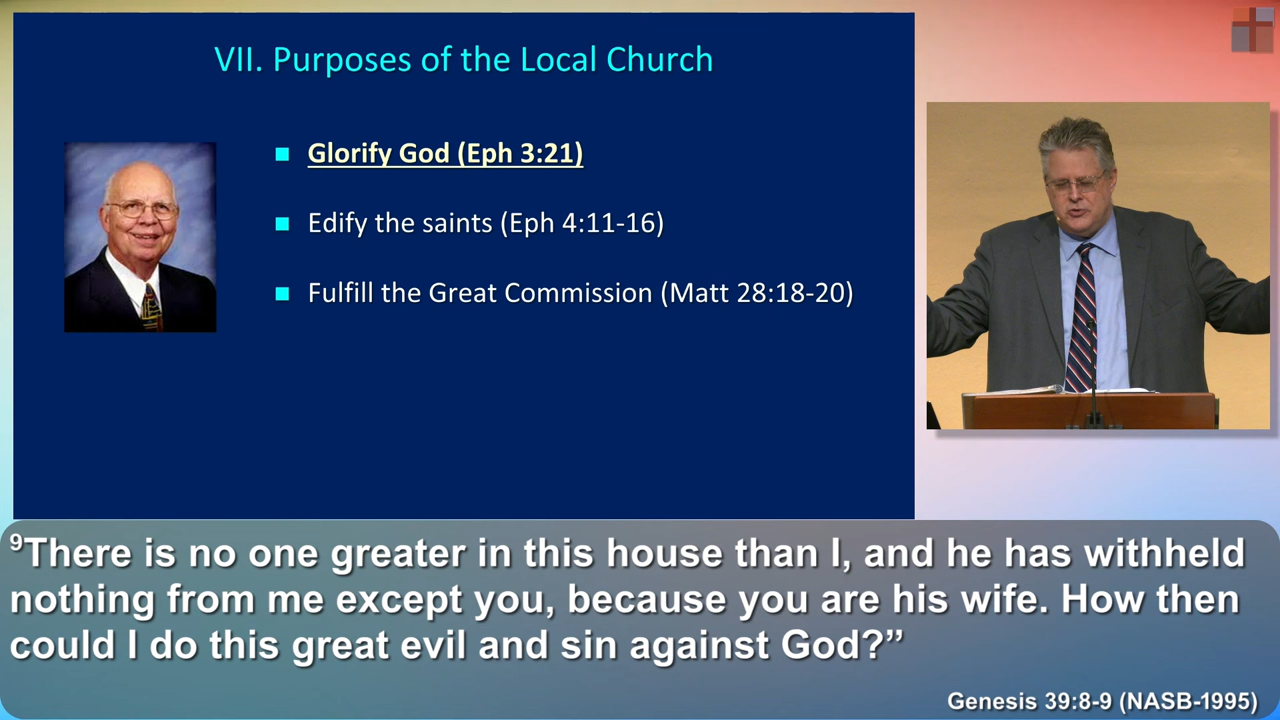 VII. Purposes of the Local Church
Glorify God (Eph 3:21)
Edify the saints (Eph 4:11-16)
Fulfill the Great Commission (Matt 28:18-20)
9There is no one greater in this house than I, and he has withheld
nothing from me except you, because you are his wife. How then
could I do this great evil and sin against God?”
Genesis 39:8-9 (NASB-1995)